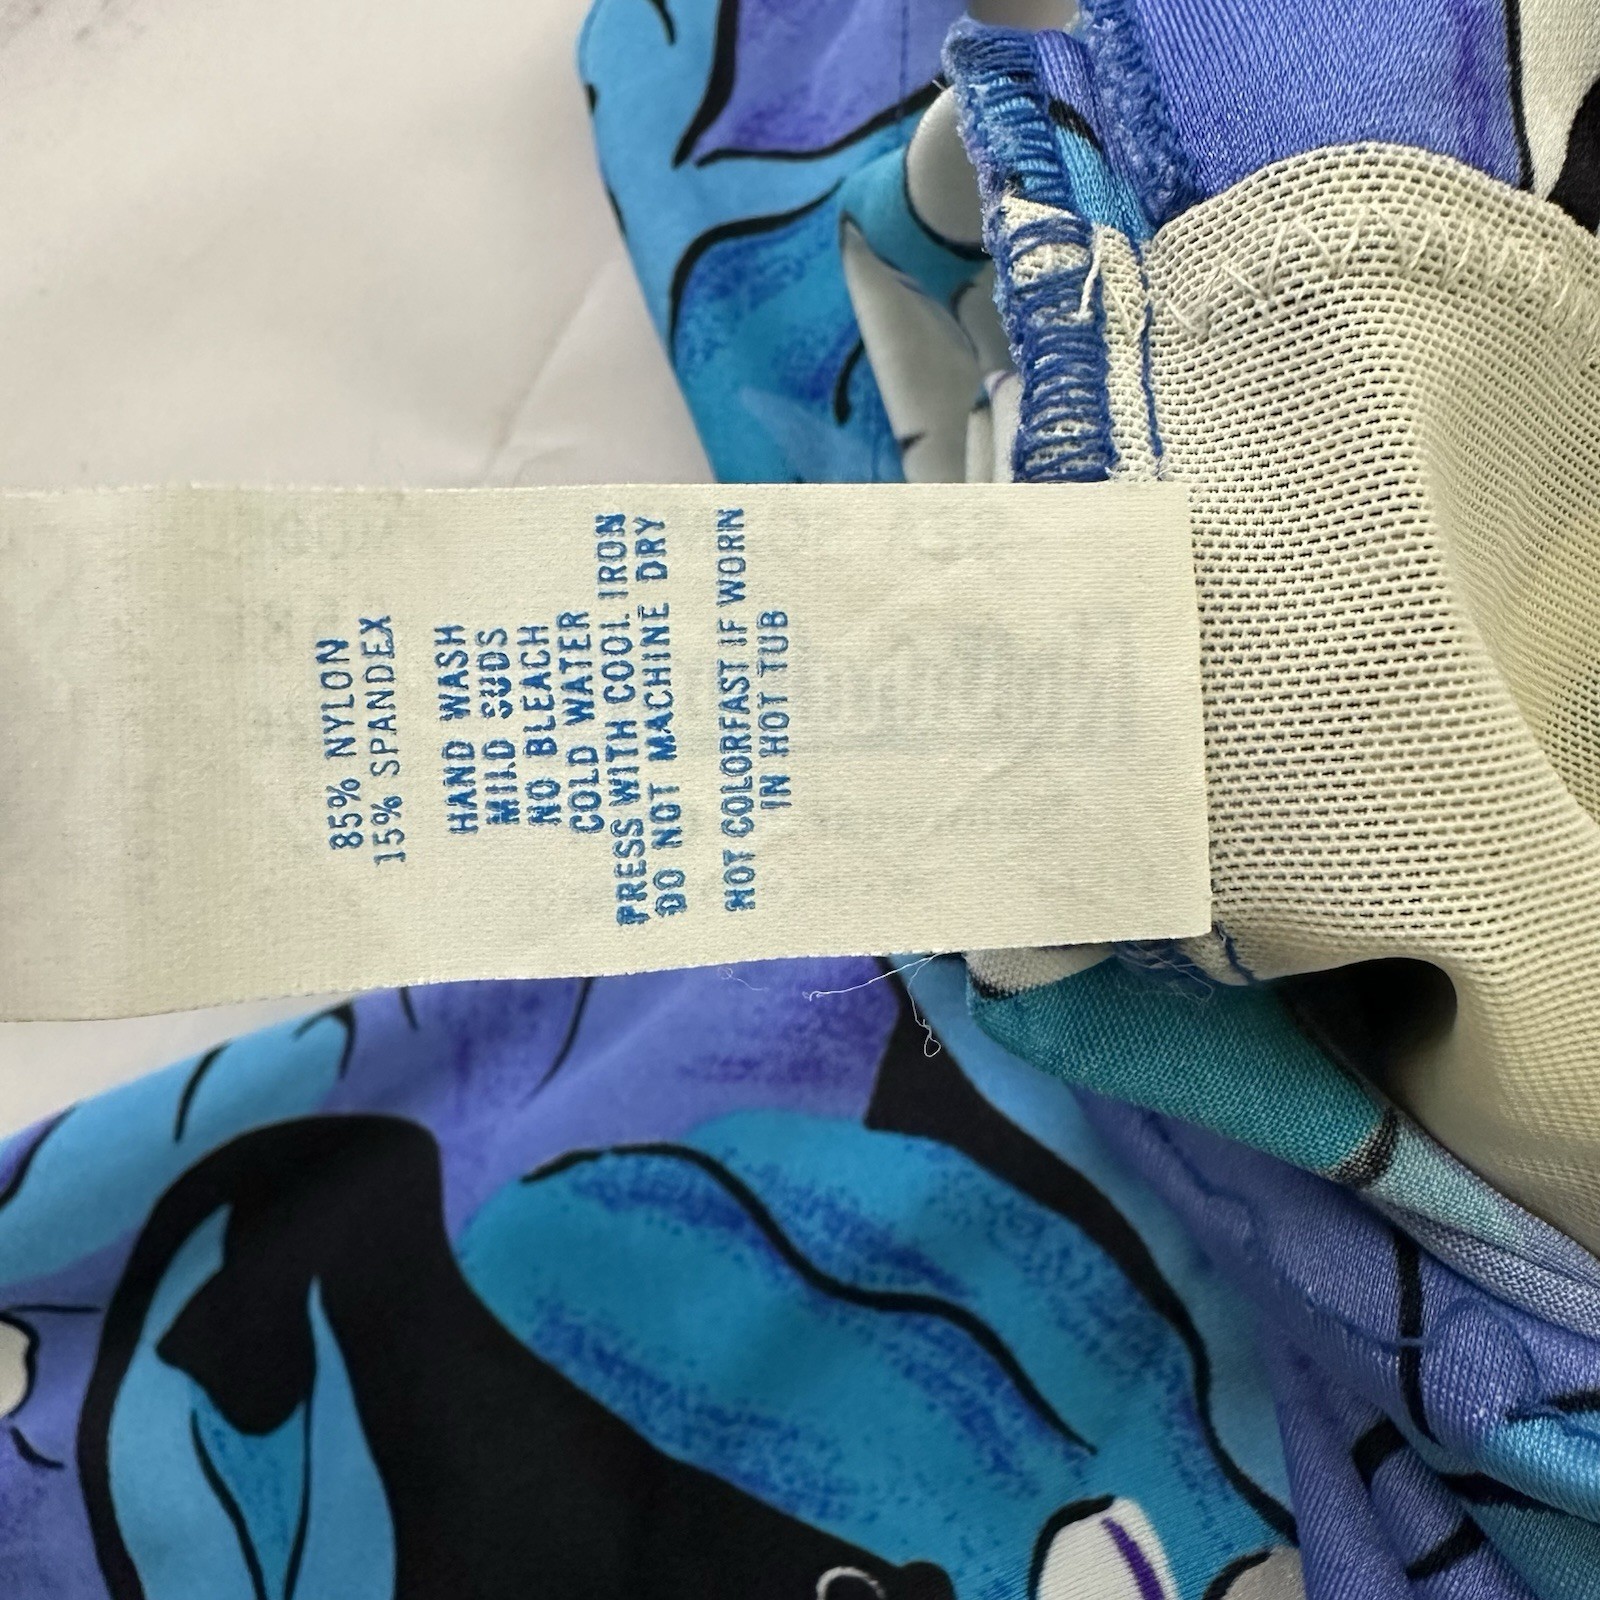 85% NYLON
15% SPANDEX
HAND WASH
MILD SUDS
NO BLEACH
COLD WATER
PRESS WITH COOL IRON
DO NOT MACHINE DRY
NOT COLORFAST IF WORN
IN HOT TUB